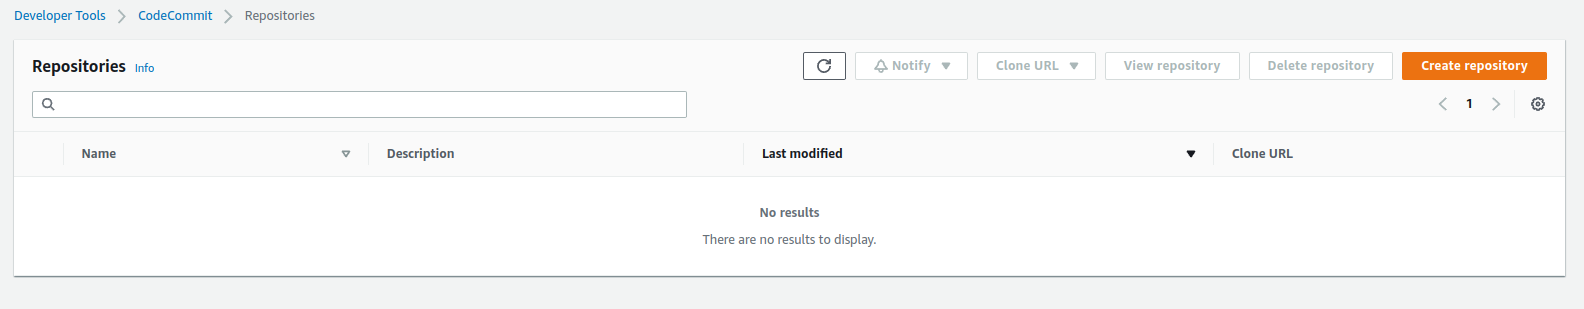 Developer Tools CodeCommit Repositories
Repositories Info Notify Clone URL View repository Delete repository Create repository
1
Name Description Last modified Clone URL
No results
There are no results to display.